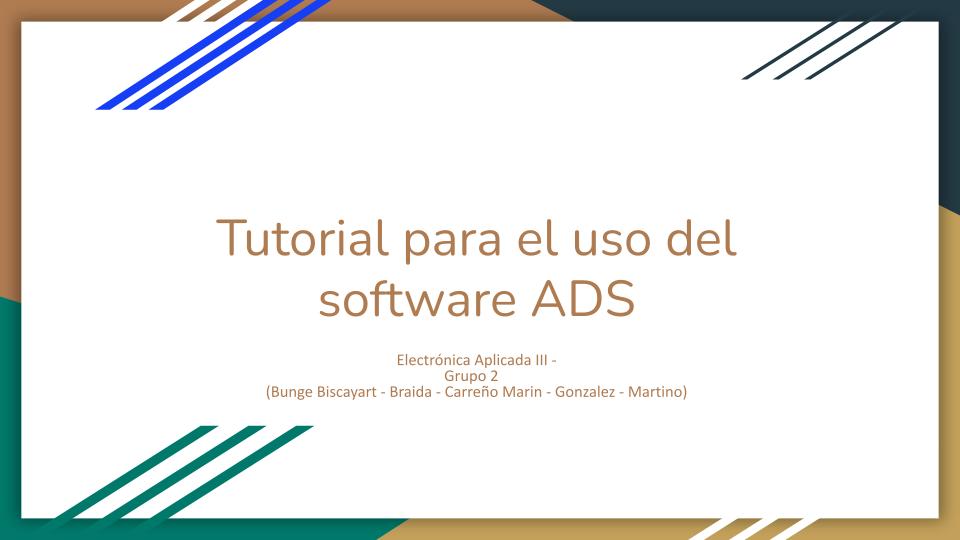 Tutorial para el uso del
software ADS
Electrónica Aplicada III -
Grupo 2
(Bunge Biscayart - Braida - Carreño Marin - Gonzalez - Martino)